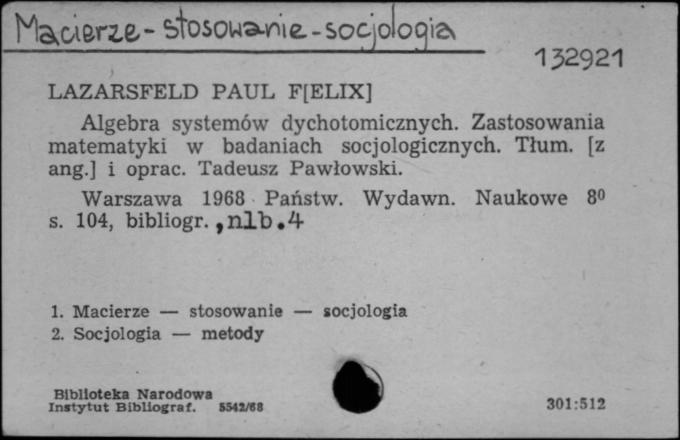 Macierze - stosowanie - socjologia
132921
LAZARSFELD PAUL F[ELIX]
Algebra systemów dychotomicznych. Zastosowania
matematyki w badaniach socjologicznych. Tłum. [z
ang.] i oprac. Tadeusz Pawłowski.
Warszawa 1968 Państw. Wydawn. Naukowe 8⁰
s. 104, bibliogr. , nlb. 4
1. Macierze — stosowanie — socjologia
2. Socjologia — metody
Biblioteka Narodowa
Instytut Bibliograf. 5542/68
301:512